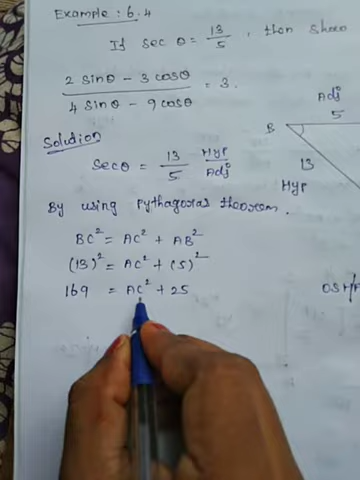 Example : 6.4
If sec θ = 13/5 , then show
2 sinθ - 3 cosθ / 4 sinθ - 9 cosθ = 3.
Solution
Secθ = 13/5 Hyp/Adj
By using Pythagoras theorem.
BC² = AC² + AB²
(13)² = AC² + (5)²
169 = AC² + 25
Adj
B
13
Hyp